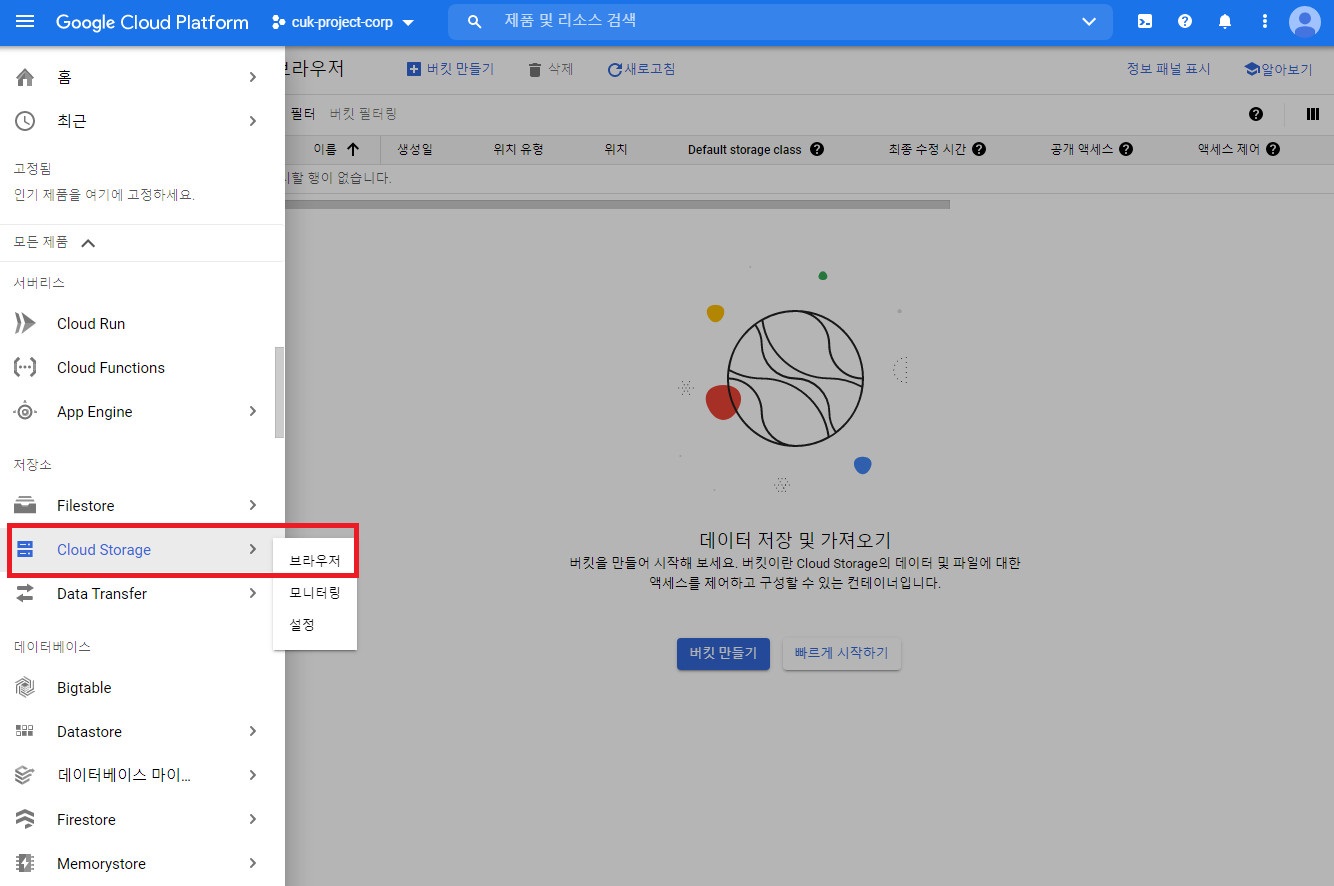 Google Cloud Platform
cuk-project-corp
제품 및 리소스 검색
홈
최근
고정됨
인기 제품을 여기에 고정하세요.
모든 제품
서버리스
Cloud Run
Cloud Functions
App Engine
저장소
Filestore
Cloud Storage
Data Transfer
데이터베이스
Bigtable
Datastore
데이터베이스 마이...
Firestore
Memorystore
브라우저
모니터링
설정
브라우저
버킷 만들기
삭제
새로고침
정보 패널 표시
알아보기
필터
버킷 필터링
이름
생성일
위치 유형
위치
Default storage class
최종 수정 시간
공개 액세스
액세스 제어
할 행이 없습니다.
데이터 저장 및 가져오기
버킷을 만들어 시작해 보세요. 버킷이란 Cloud Storage의 데이터 및 파일에 대한
액세스를 제어하고 구성할 수 있는 컨테이너입니다.
버킷 만들기
빠르게 시작하기